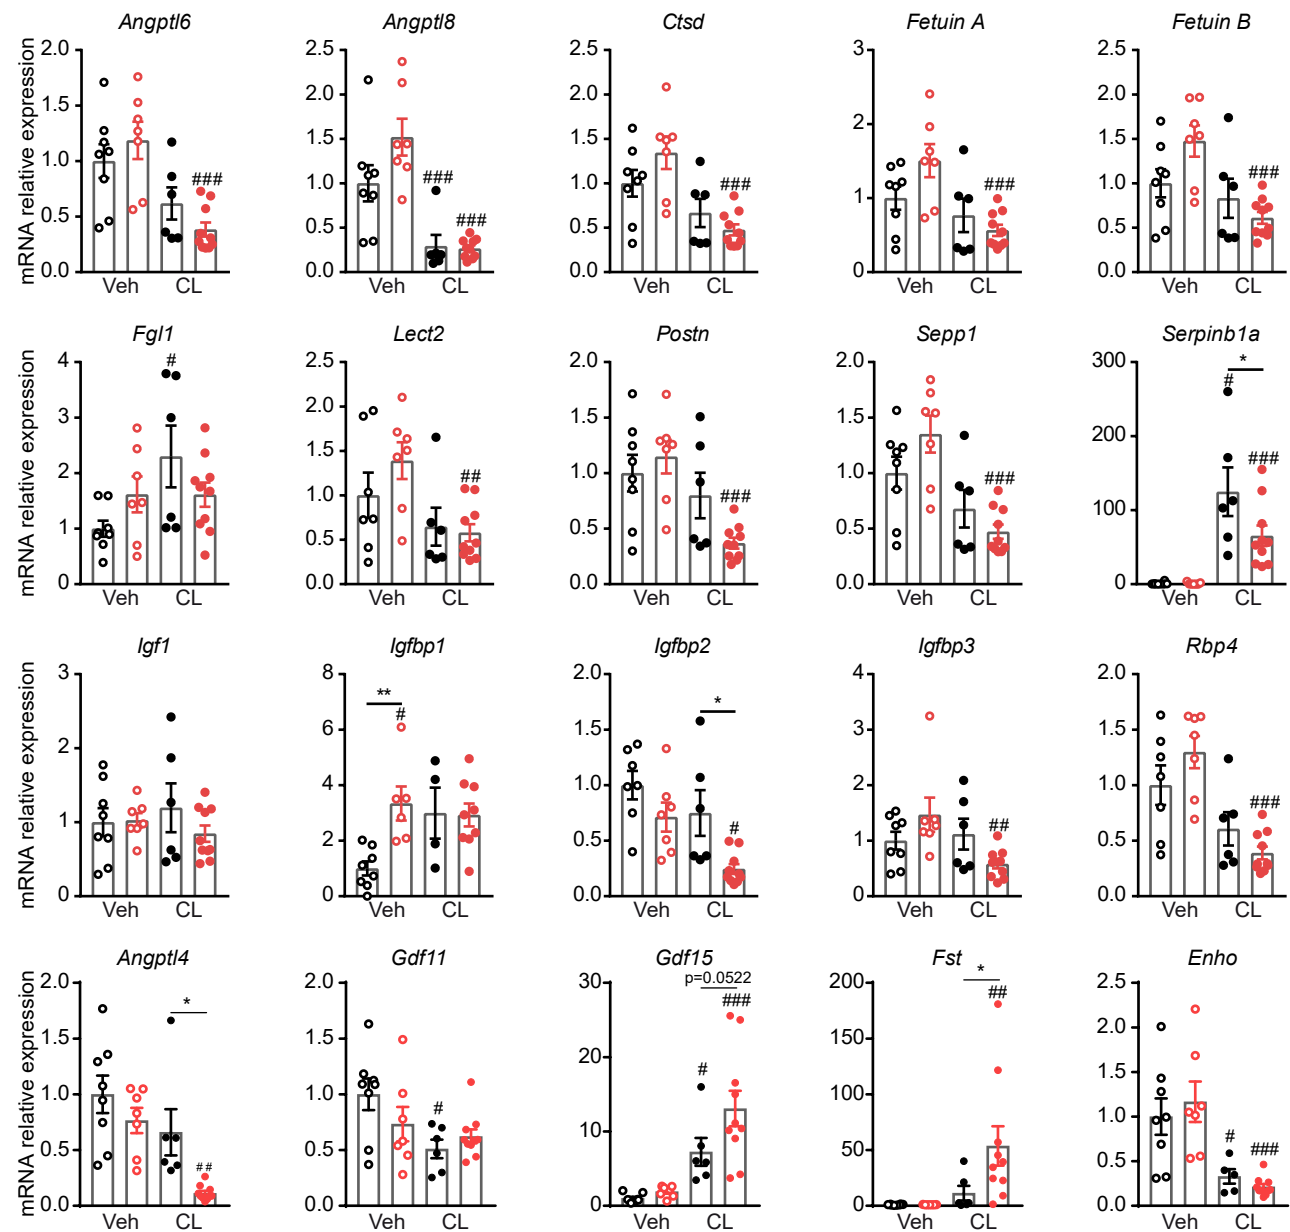 Angptl6 Angptl8 Ctsd Fetuin A Fetuin B
mRNA relative expression
2.0 1.5 1.0 0.5 0.0
###
Veh CL
2.5 2.0 1.5 1.0 0.5 0.0
### ###
Veh CL
2.5 2.0 1.5 1.0 0.5 0.0
###
Veh CL
3 2 1 0
###
Veh CL
2.5 2.0 1.5 1.0 0.5 0.0
###
Veh CL
Fgl1 Lect2 Postn Sepp1 Serpinb1a
mRNA relative expression
4 3 2 1 0
#
Veh CL
2.5 2.0 1.5 1.0 0.5 0.0
##
Veh CL
2.0 1.5 1.0 0.5 0.0
###
Veh CL
2.0 1.5 1.0 0.5 0.0
###
Veh CL
300 200 100 0
*
# ###
Veh CL
Igf1 Igfbp1 Igfbp2 Igfbp3 Rbp4
mRNA relative expression
3 2 1 0
Veh CL
8 6 4 2 0
**
#
Veh CL
2.0 1.5 1.0 0.5 0.0
*
#
Veh CL
3 2 1 0
4
##
Veh CL
2.0 1.5 1.0 0.5 0.0
###
Veh CL
Angptl4 Gdf11 Gdf15 Fst Enho
mRNA relative expression
2.0 1.5 1.0 0.5 0.0
*
##
Veh CL
2.0 1.5 1.0 0.5 0.0
#
Veh CL
30 20 10 0
p=0.0522
# ###
Veh CL
200 150 100 50 0
*
##
Veh CL
2.5 2.0 1.5 1.0 0.5 0.0
# ###
Veh CL